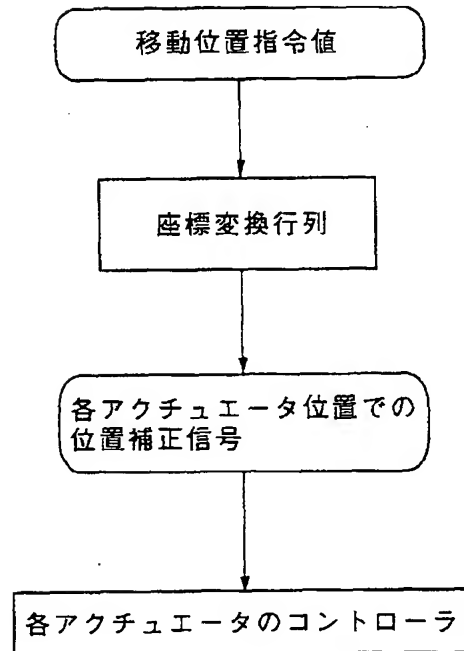 移動位置指令値
座標変換行列
各アクチュエータ位置での
位置補正信号
各アクチュエータのコントローラ